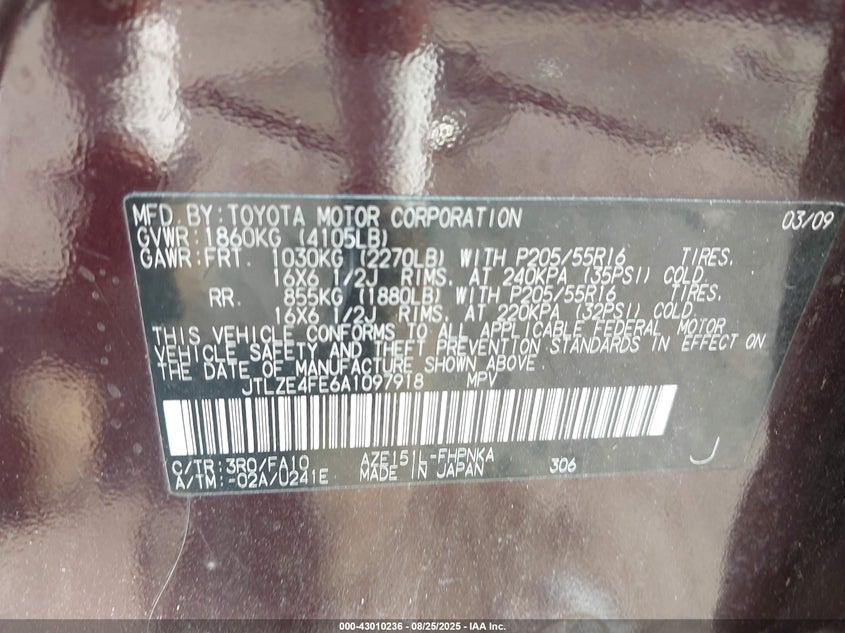 MFD.BY:TOYOTA MOTOR CORPORATION 03/09
GVWR:1860KG (4105LB)
GAWR:FRT. 1030KG (2270LB) WITH P205/55R16 TIRES.
16X6 1/2J RIMS. AT 240KPA (35PSI) COLD.
RR. 855KG (1880LB) WITH P205/55R16 TIRES.
16X6 1/2J RIMS. AT 220KPA (32PSI) COLD.
THIS VEHICLE CONFORMS TO ALL APPLICABLE FEDERAL MOTOR
VEHICLE SAFETY AND THEFT PREVENTION STANDARDS IN EFFECT ON
THE DATE OF MANUFACTURE SHOWN ABOVE.
JTLZE4FE6A1097918 MPV
C/TR:3R0/FA10 AZE151L-FHPNKA
A/TM:-02A/U241E MADE IN JAPAN 306 J
000-43010236 - 08/25/2025 - IAA Inc.